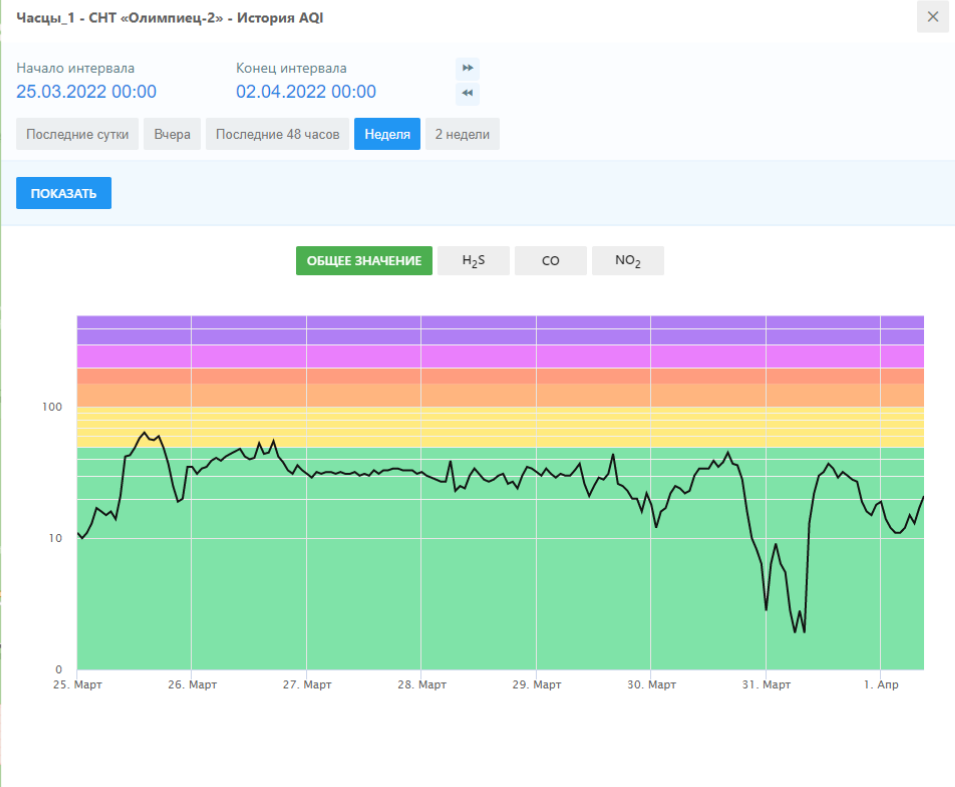 Часцы_1 - СНТ «Олимпиец-2» - История AQI
Начало интервала Конец интервала
25.03.2022 00:00 02.04.2022 00:00
Последние сутки Вчера Последние 48 часов Неделя 2 недели
ПОКАЗАТЬ
ОБЩЕЕ ЗНАЧЕНИЕ H₂S CO NO₂
100
10
0
25. Март 26. Март 27. Март 28. Март 29. Март 30. Март 31. Март 1. Апр